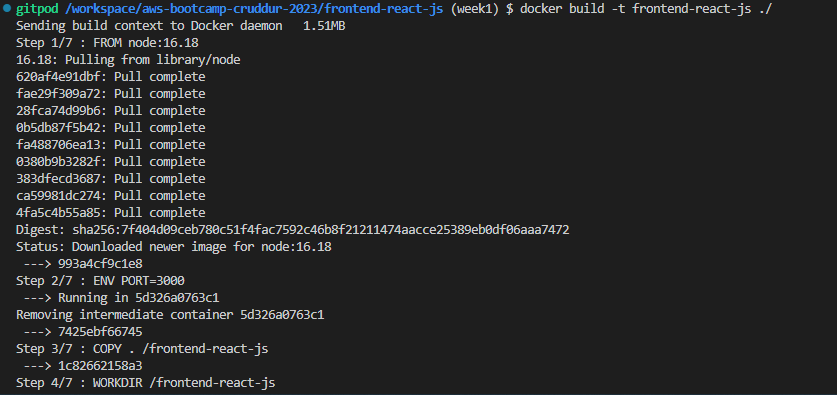 gitpod /workspace/aws-bootcamp-cruddur-2023/frontend-react-js (week1) $ docker build -t frontend-react-js ./
Sending build context to Docker daemon   1.51MB
Step 1/7 : FROM node:16.18
16.18: Pulling from library/node
620af4e91dbf: Pull complete
fae29f309a72: Pull complete
28fca74d99b6: Pull complete
0b5db87f5b42: Pull complete
fa488706ea13: Pull complete
0380b9b3282f: Pull complete
383dfecd3687: Pull complete
ca59981dc274: Pull complete
4fa5c4b55a85: Pull complete
Digest: sha256:7f404d09ceb780c51f4fac7592c46b8f21211474aacce25389eb0df06aaa7472
Status: Downloaded newer image for node:16.18
 ---> 993a4cf9c1e8
Step 2/7 : ENV PORT=3000
 ---> Running in 5d326a0763c1
Removing intermediate container 5d326a0763c1
 ---> 7425ebf66745
Step 3/7 : COPY . /frontend-react-js
 ---> 1c82662158a3
Step 4/7 : WORKDIR /frontend-react-js